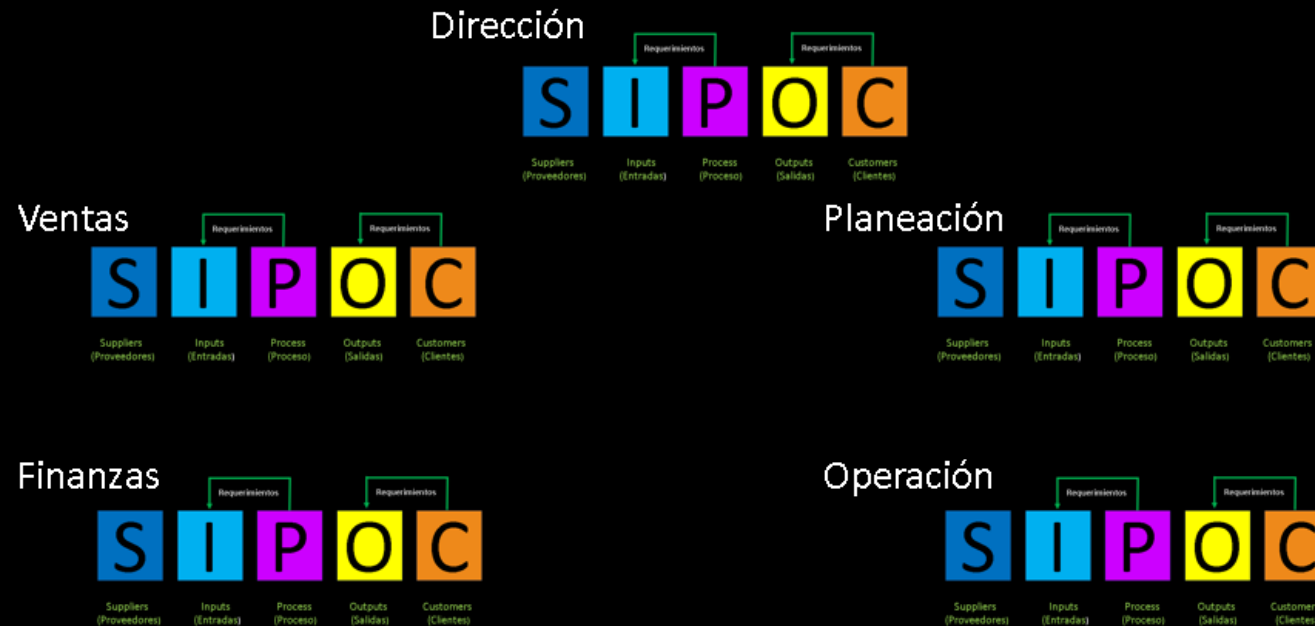 Dirección
Requerimientos Requerimientos
S I P O C
Suppliers Inputs Process Outputs Customers
(Proveedores) (Entradas) (Proceso) (Salidas) (Clientes)
Ventas
Requerimientos Requerimientos
S I P O C
Suppliers Inputs Process Outputs Customers
(Proveedores) (Entradas) (Proceso) (Salidas) (Clientes)
Planeación
Requerimientos Requerimientos
S I P O C
Suppliers Inputs Process Outputs Customers
(Proveedores) (Entradas) (Proceso) (Salidas) (Clientes)
Finanzas
Requerimientos Requerimientos
S I P O C
Suppliers Inputs Process Outputs Customers
(Proveedores) (Entradas) (Proceso) (Salidas) (Clientes)
Operación
Requerimientos Requerimientos
S I P O C
Suppliers Inputs Process Outputs Customer
(Proveedores) (Entradas) (Proceso) (Salidas) (Cliente